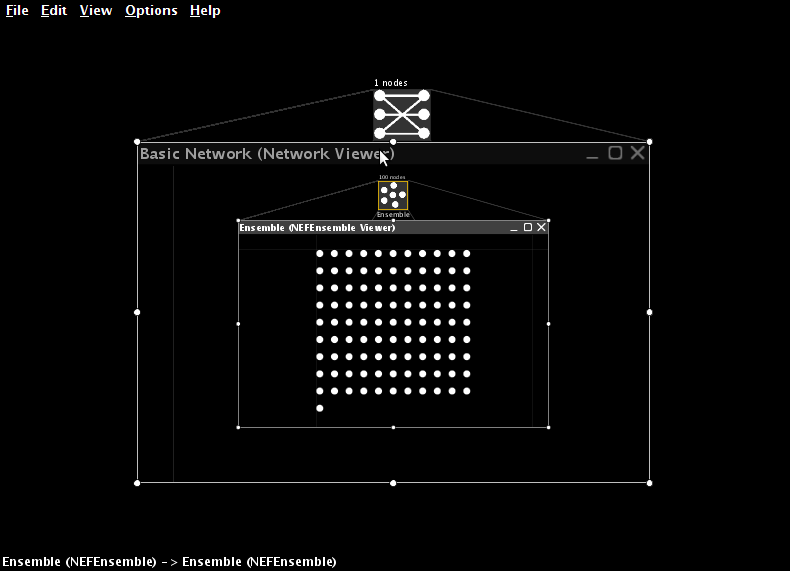 File Edit View Options Help
1 nodes
Basic Network (Network Viewer)
100 nodes
Ensemble
Ensemble (NEFEnsemble Viewer)
Ensemble (NEFEnsemble) -> Ensemble (NEFEnsemble)